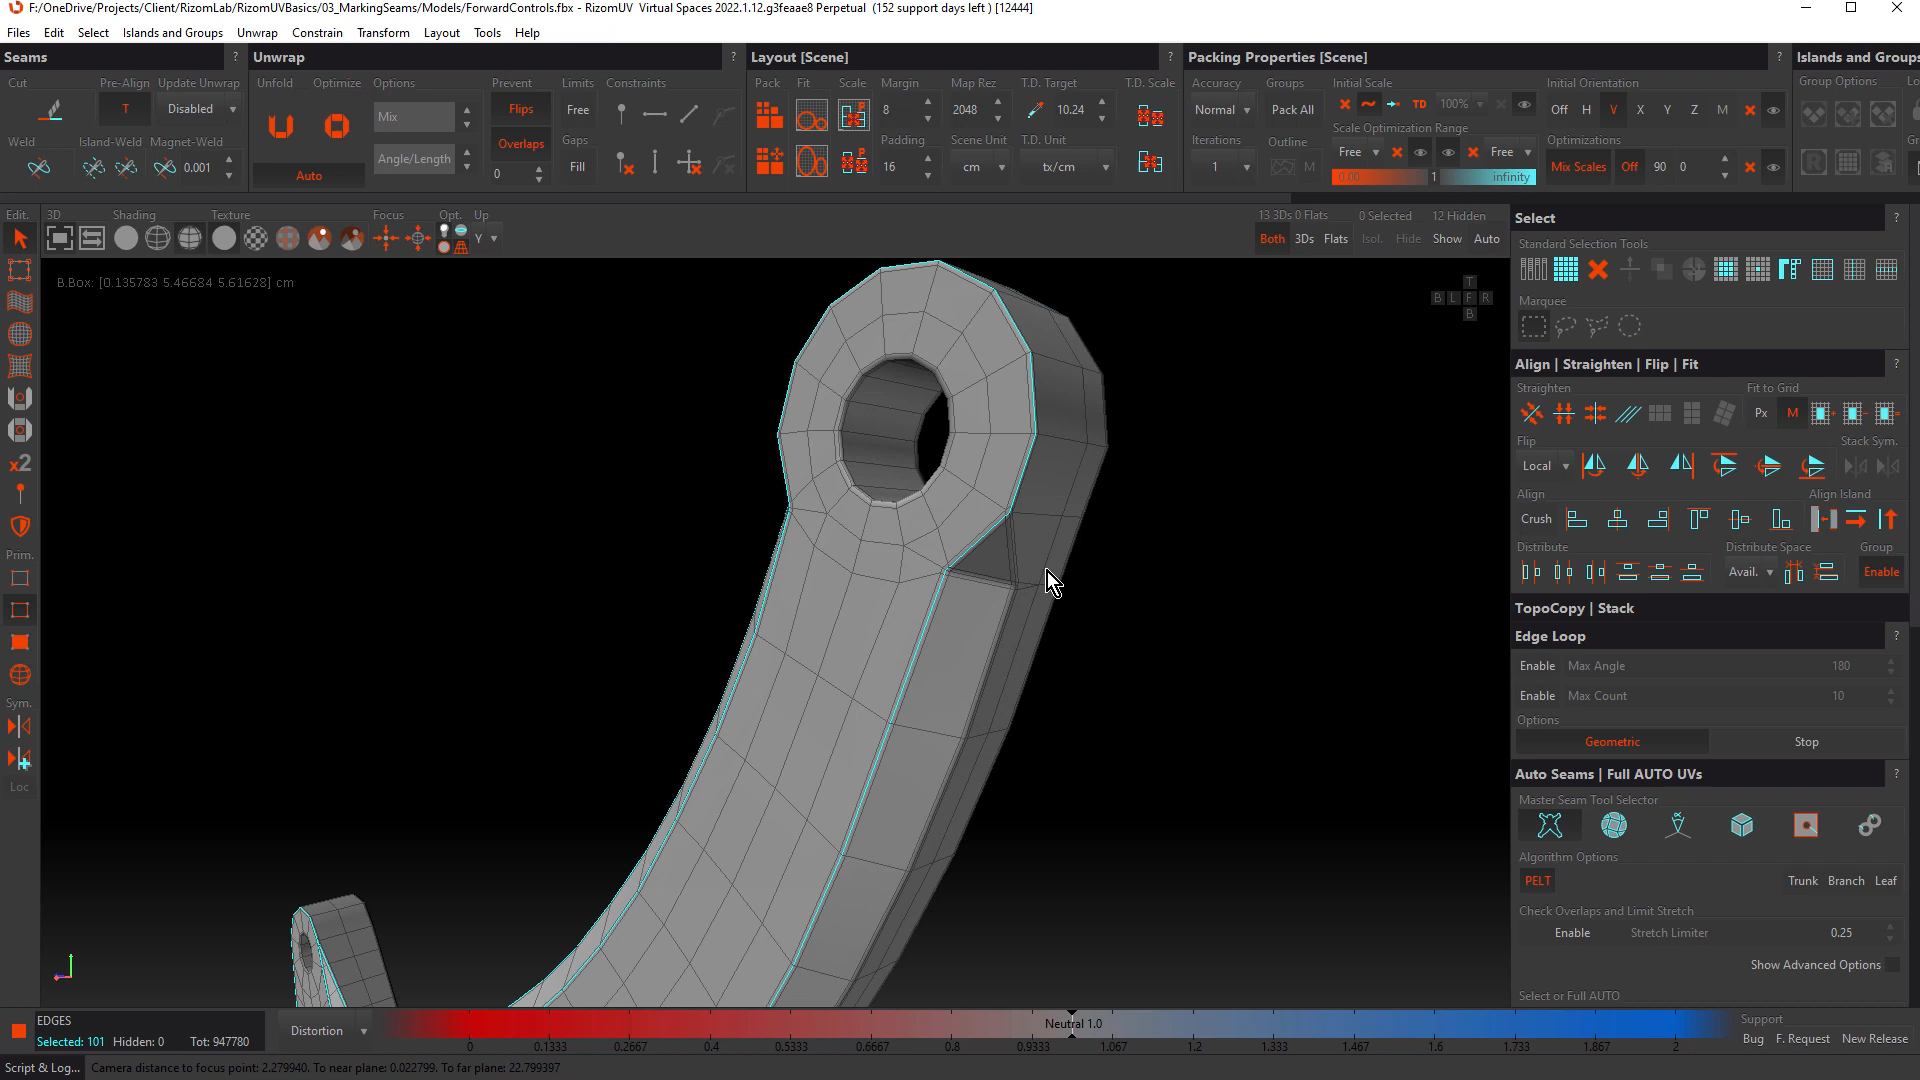 F:/OneDrive/Projects/Client/RizomLab/RizomUVBasics/03_MarkingSeams/Models/ForwardControls.fbx - RizomUV Virtual Spaces 2022.1.12.g3feaae8 Perpetual (152 support days left ) [12444]
Files Edit Select Islands and Groups Unwrap Constrain Transform Layout Tools Help
Seams ? Unwrap ? Layout [Scene] ? Packing Properties [Scene] ? Islands and Groups
Cut Pre-Align Update Unwrap Unfold Optimize Options Prevent Limits Constraints Pack Fit Scale Margin Map Rez T.D. Target T.D. Scale Accuracy Groups Initial Scale Initial Orientation Group Options
T Disabled Mix Flips Free 8 2048 10.24 Normal Pack All TD 100% Off H V X Y Z M
Weld Island-Weld Magnet-Weld Overlaps Gaps Padding Scene Unit T.D. Unit Iterations Outline Scale Optimization Range Optimizations
0.001 Auto Angle/Length 0 Fill 16 cm tx/cm 1 M Free Free Mix Scales Off 90 0
0.00 1 infinity
Edit. 3D Shading Texture Focus Opt. Up 13 3Ds 0 Flats 0 Selected 12 Hidden
Y Both 3Ds Flats Isol. Hide Show Auto
B.Box: [0.135783 5.46684 5.61628] cm
T
B L F R
B
x2
Prim.
Sym.
Loc
Select ?
Standard Selection Tools
Marquee
Align | Straighten | Flip | Fit ?
Straighten Fit to Grid
Px M
Flip Stack Sym.
Local
Align Align Island
Crush
Distribute Distribute Space Group
Avail. Enable
TopoCopy | Stack
Edge Loop ?
Enable Max Angle 180
Enable Max Count 10
Options
Geometric Stop
Auto Seams | Full AUTO UVs ?
Master Seam Tool Selector
Algorithm Options
PELT Trunk Branch Leaf
Check Overlaps and Limit Stretch
Enable Stretch Limiter 0.25
Show Advanced Options
Select or Full AUTO
EDGES
Selected: 101 Hidden: 0 Tot: 947780
Distortion
Neutral 1.0
0 0.1333 0.2667 0.4 0.5333 0.6667 0.8 0.9333 1.067 1.2 1.333 1.467 1.6 1.733 1.867 2
Support
Bug F. Request New Release
Script & Log... Camera distance to focus point: 2.279940. To near plane: 0.022799. To far plane: 22.799397